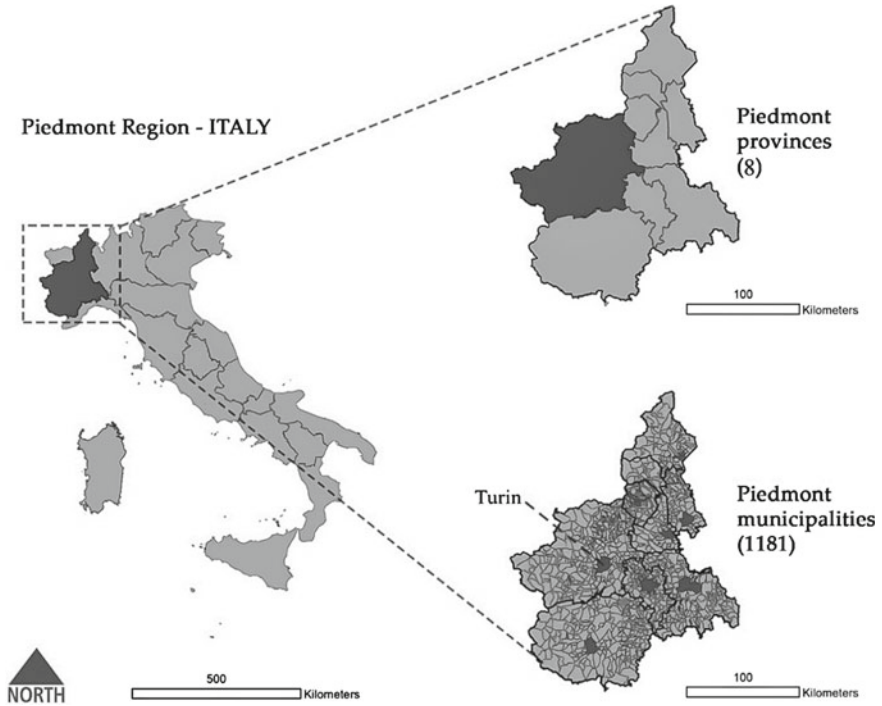 Piedmont Region - ITALY
Piedmont
provinces
(8)
100
Kilometers
Turin
Piedmont
municipalities
(1181)
NORTH
500
Kilometers
100
Kilometers